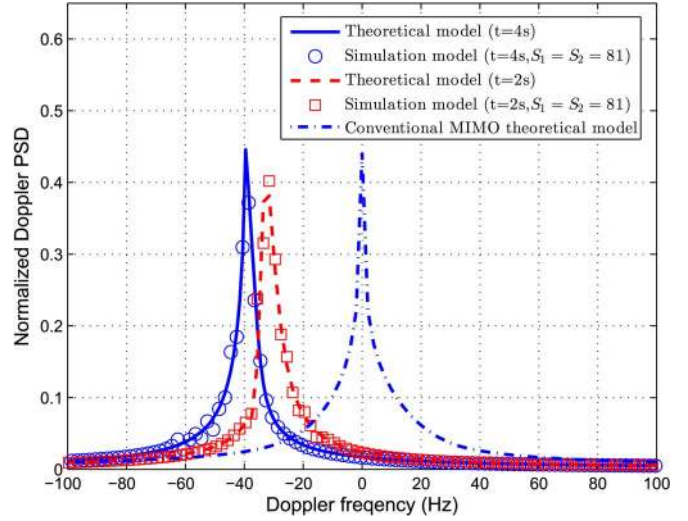 0.6
0.5
0.4
0.3
0.2
0.1
0
Normalized Doppler PSD
Theoretical model (t=4s)
Simulation model (t=4s,S₁ = S₂ = 81)
Theoretical model (t=2s)
Simulation model (t=2s,S₁ = S₂ = 81)
Conventional MIMO theoretical model
−100 −80 −60 −40 −20 0 20 40 60 80 100
Doppler freqency (Hz)